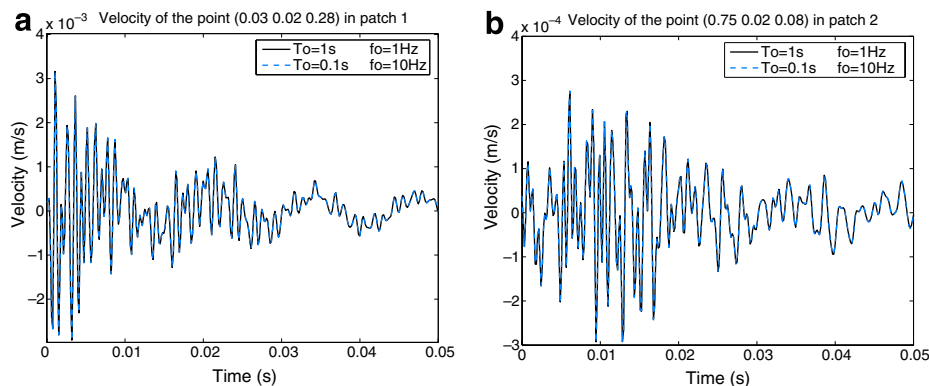 a
x 10⁻³ Velocity of the point (0.03 0.02 0.28) in patch 1
To=1s fo=1Hz
To=0.1s fo=10Hz
Velocity (m/s)
4
3
2
1
0
−1
−2
0 0.01 0.02 0.03 0.04 0.05
Time (s)
b
x 10⁻⁴ Velocity of the point (0.75 0.02 0.08) in patch 2
To=1s fo=1Hz
To=0.1s fo=10Hz
Velocity (m/s)
4
3
2
1
0
−1
−2
−3
0 0.01 0.02 0.03 0.04 0.05
Time (s)